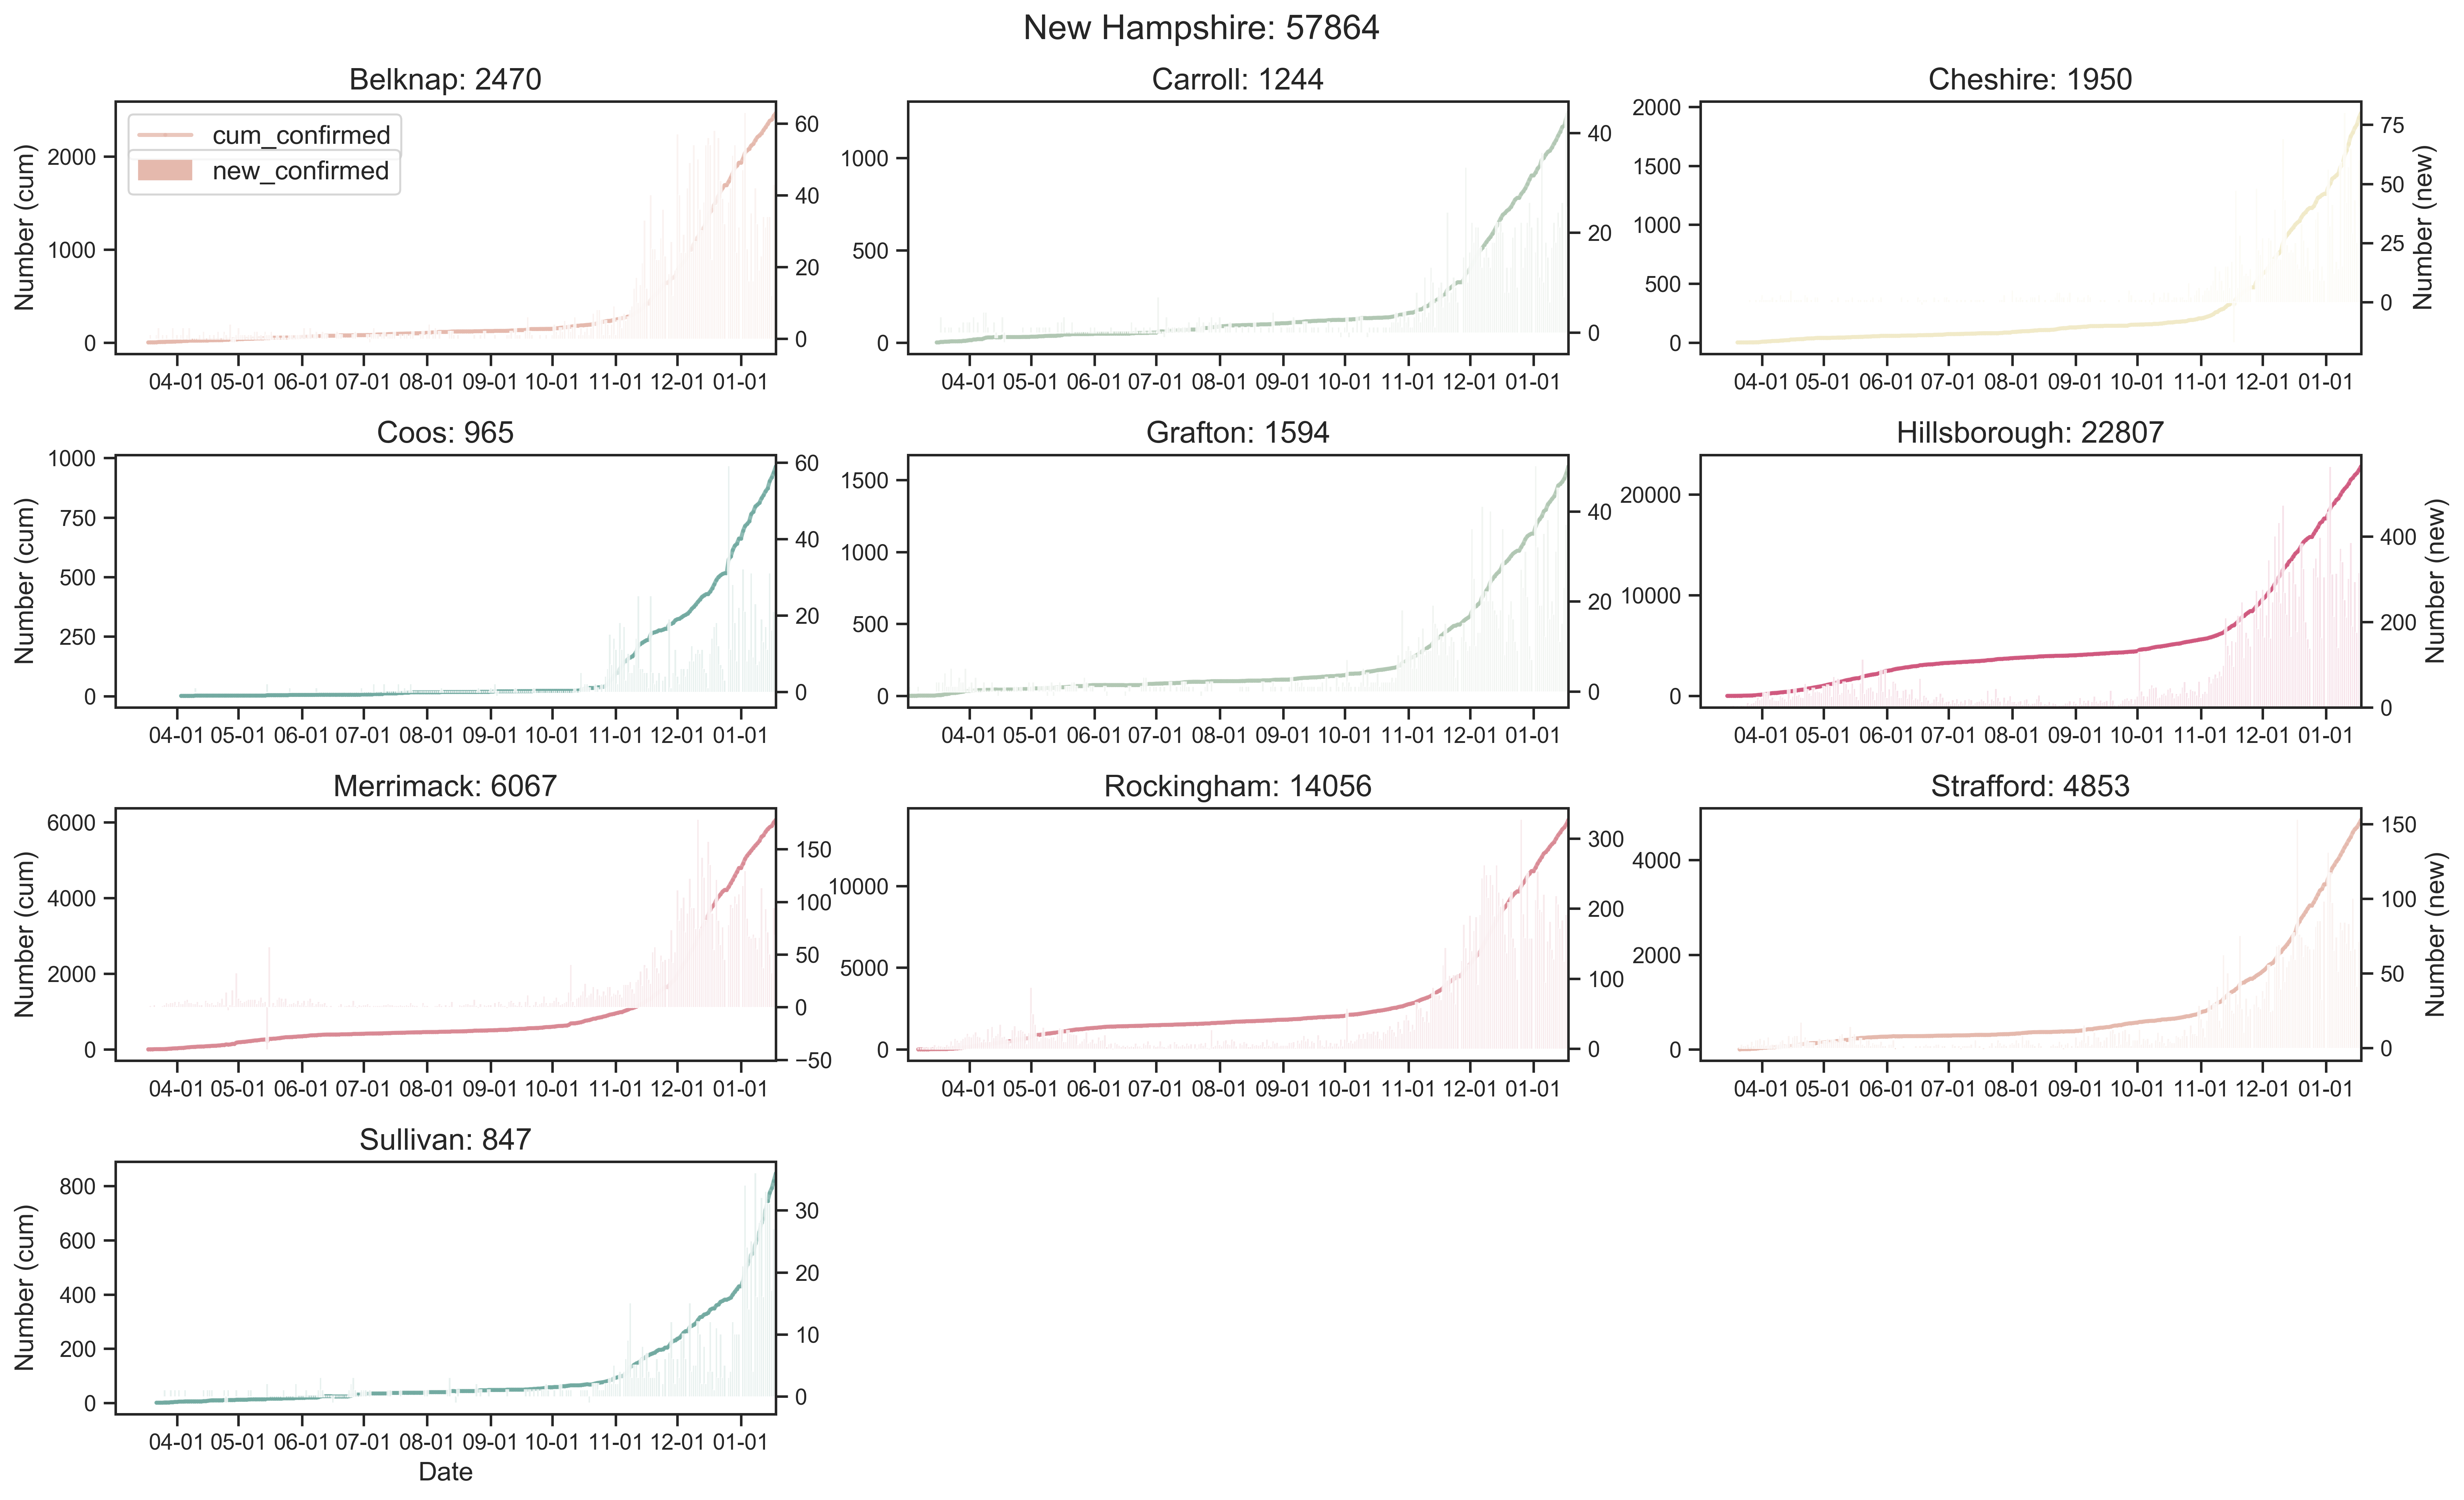 New Hampshire: 57864
Belknap: 2470
Number (cum)
2000
1000
0
cum_confirmed
new_confirmed
60
40
20
0
04-01 05-01 06-01 07-01 08-01 09-01 10-01 11-01 12-01 01-01
Carroll: 1244
1000
500
0
40
20
0
04-01 05-01 06-01 07-01 08-01 09-01 10-01 11-01 12-01 01-01
Cheshire: 1950
2000
1500
1000
500
0
75
50
25
0
Number (new)
04-01 05-01 06-01 07-01 08-01 09-01 10-01 11-01 12-01 01-01
Coos: 965
Number (cum)
1000
750
500
250
0
60
40
20
0
04-01 05-01 06-01 07-01 08-01 09-01 10-01 11-01 12-01 01-01
Grafton: 1594
1500
1000
500
0
40
20
0
04-01 05-01 06-01 07-01 08-01 09-01 10-01 11-01 12-01 01-01
Hillsborough: 22807
20000
10000
0
400
200
0
Number (new)
04-01 05-01 06-01 07-01 08-01 09-01 10-01 11-01 12-01 01-01
Merrimack: 6067
Number (cum)
6000
4000
2000
0
150
100
50
0
−50
04-01 05-01 06-01 07-01 08-01 09-01 10-01 11-01 12-01 01-01
Rockingham: 14056
10000
5000
0
300
200
100
0
04-01 05-01 06-01 07-01 08-01 09-01 10-01 11-01 12-01 01-01
Strafford: 4853
4000
2000
0
150
100
50
0
Number (new)
04-01 05-01 06-01 07-01 08-01 09-01 10-01 11-01 12-01 01-01
Sullivan: 847
Number (cum)
800
600
400
200
0
30
20
10
0
04-01 05-01 06-01 07-01 08-01 09-01 10-01 11-01 12-01 01-01
Date